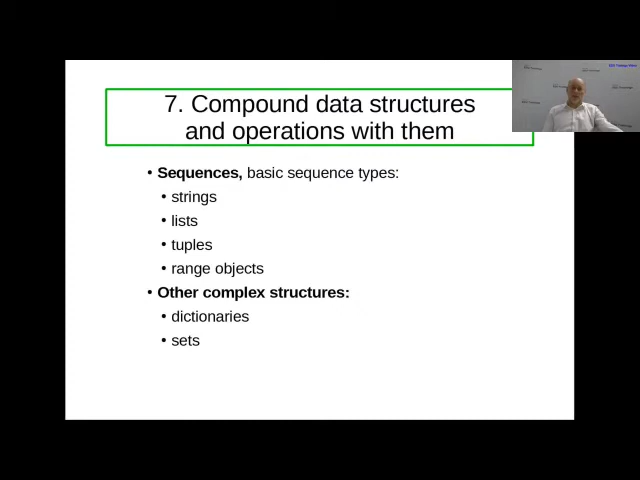 7. Compound data structures
and operations with them
• Sequences, basic sequence types:
• strings
• lists
• tuples
• range objects
• Other complex structures:
• dictionaries
• sets